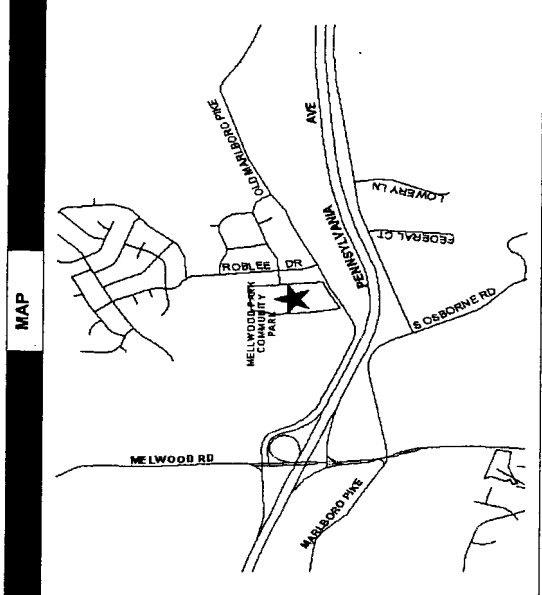 MAP
OLD MARLBORO PIKE
AVE
LOWERY LN
FEDERAL CT
PENNSYLVANIA
ROBLEE DR
MELLWOOD PARK
COMMUNITY
PARK
S OSBORNE RD
MELWOOD RD
MARLBORO PIKE